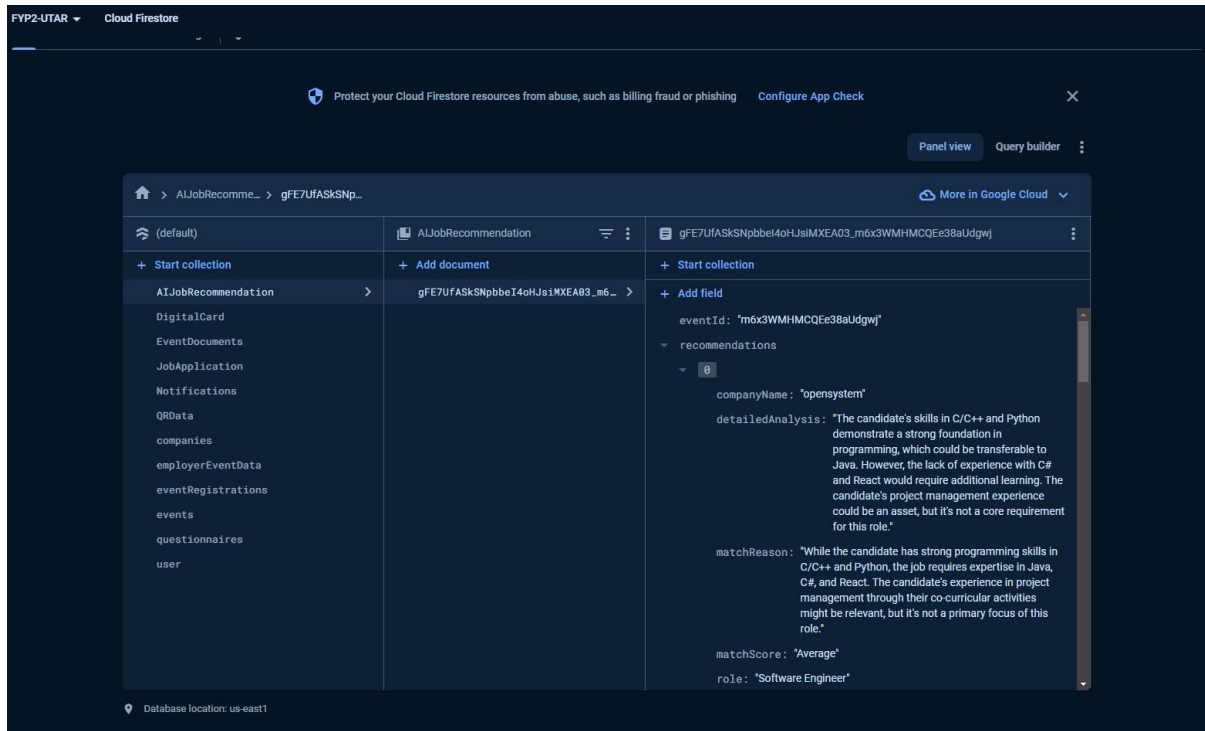 FYP2-UTAR Cloud Firestore
Protect your Cloud Firestore resources from abuse, such as billing fraud or phishing Configure App Check
Panel view Query builder
AIJobRecomme… > gFE7UfASkSNp…
More in Google Cloud
(default)
+ Start collection
AIJobRecommendation
DigitalCard
EventDocuments
JobApplication
Notifications
QRData
companies
employerEventData
eventRegistrations
events
questionnaires
user
AIJobRecommendation
+ Add document
gFE7UfASkSNpbbeI4oHJsiMXEA03_m6…
gFE7UfASkSNpbbeI4oHJsiMXEA03_m6x3WMHMCQEe38aUdgwj
+ Start collection
+ Add field
eventId: "m6x3WMHMCQEe38aUdgwj"
recommendations
0
companyName: "opensystem"
detailedAnalysis: "The candidate's skills in C/C++ and Python
demonstrate a strong foundation in
programming, which could be transferable to
Java. However, the lack of experience with C#
and React would require additional learning. The
candidate's project management experience
could be an asset, but it's not a core requirement
for this role."
matchReason: "While the candidate has strong programming skills in
C/C++ and Python, the job requires expertise in Java,
C#, and React. The candidate's experience in project
management through their co-curricular activities
might be relevant, but it's not a primary focus of this
role."
matchScore: "Average"
role: "Software Engineer"
Database location: us-east1